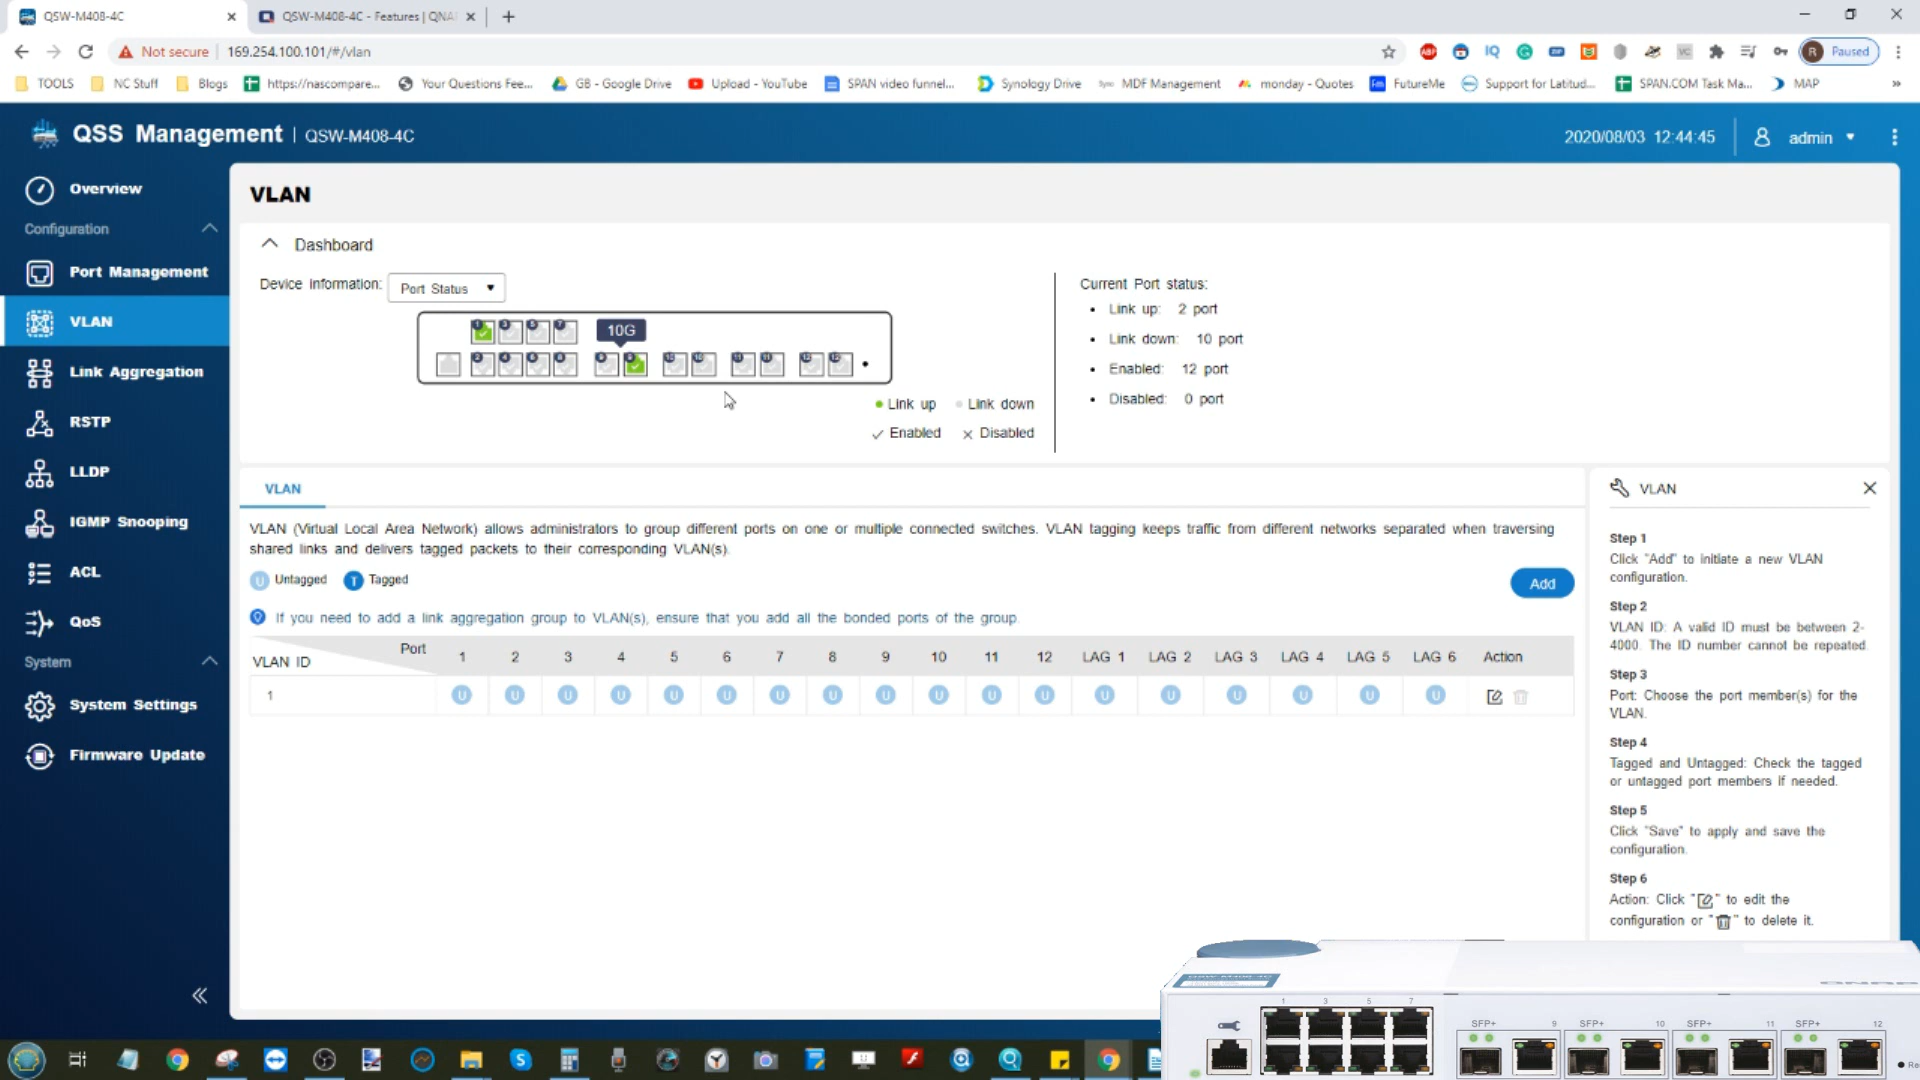 QSW-M408-4C
QSW-M408-4C - Features | QNA
Not secure 169.254.100.101/#/vlan
Paused
TOOLS NC Stuff Blogs https://nascompare... Your Questions Fee... GB - Google Drive Upload - YouTube SPAN video funnel... Synology Drive MDF Management monday - Quotes FutureMe Support for Latitud... SPAN.COM Task Ma... MAP
QSS Management | QSW-M408-4C
2020/08/03 12:44:45
admin
Overview
Configuration
Port Management
VLAN
Link Aggregation
RSTP
LLDP
IGMP Snooping
ACL
QoS
System
System Settings
Firmware Update
VLAN
Dashboard
Device information: Port Status
10G
Link up Link down
Enabled Disabled
Current Port status:
Link up: 2 port
Link down: 10 port
Enabled: 12 port
Disabled: 0 port
VLAN
VLAN (Virtual Local Area Network) allows administrators to group different ports on one or multiple connected switches. VLAN tagging keeps traffic from different networks separated when traversing
shared links and delivers tagged packets to their corresponding VLAN(s).
U Untagged T Tagged
Add
If you need to add a link aggregation group to VLAN(s), ensure that you add all the bonded ports of the group.
VLAN ID Port 1 2 3 4 5 6 7 8 9 10 11 12 LAG 1 LAG 2 LAG 3 LAG 4 LAG 5 LAG 6 Action
1 U U U U U U U U U U U U U U U U U U
VLAN
Step 1
Click "Add" to initiate a new VLAN
configuration.
Step 2
VLAN ID: A valid ID must be between 2-
4000. The ID number cannot be repeated.
Step 3
Port: Choose the port member(s) for the
VLAN.
Step 4
Tagged and Untagged: Check the tagged
or untagged port members if needed.
Step 5
Click "Save" to apply and save the
configuration.
Step 6
Action: Click "" to edit the
configuration or "" to delete it.
1 3 5 7
SFP+ 9 SFP+ 10 SFP+ 11 SFP+ 12